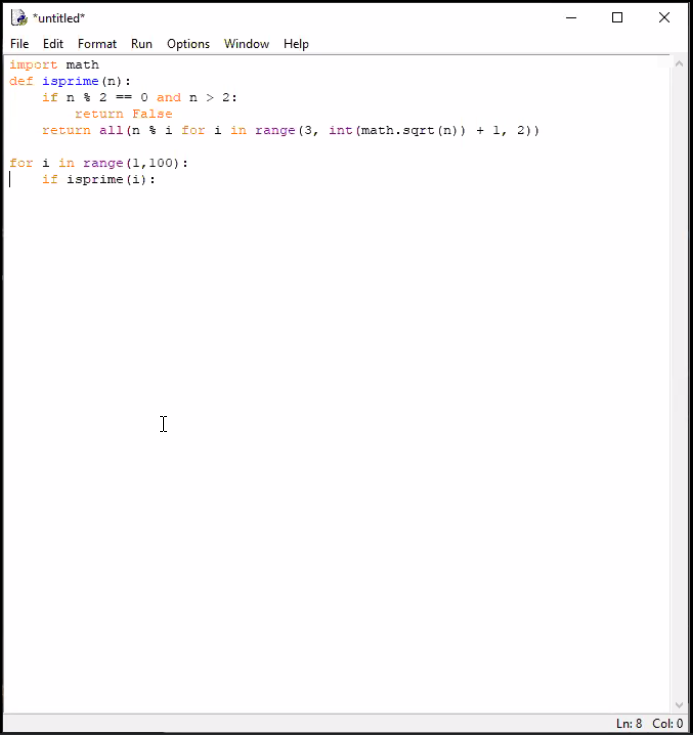 *untitled*
File Edit Format Run Options Window Help
import math
def isprime(n):
    if n % 2 == 0 and n > 2:
        return False
    return all(n % i for i in range(3, int(math.sqrt(n)) + 1, 2))

for i in range(1,100):
    if isprime(i):
Ln: 8 Col: 0